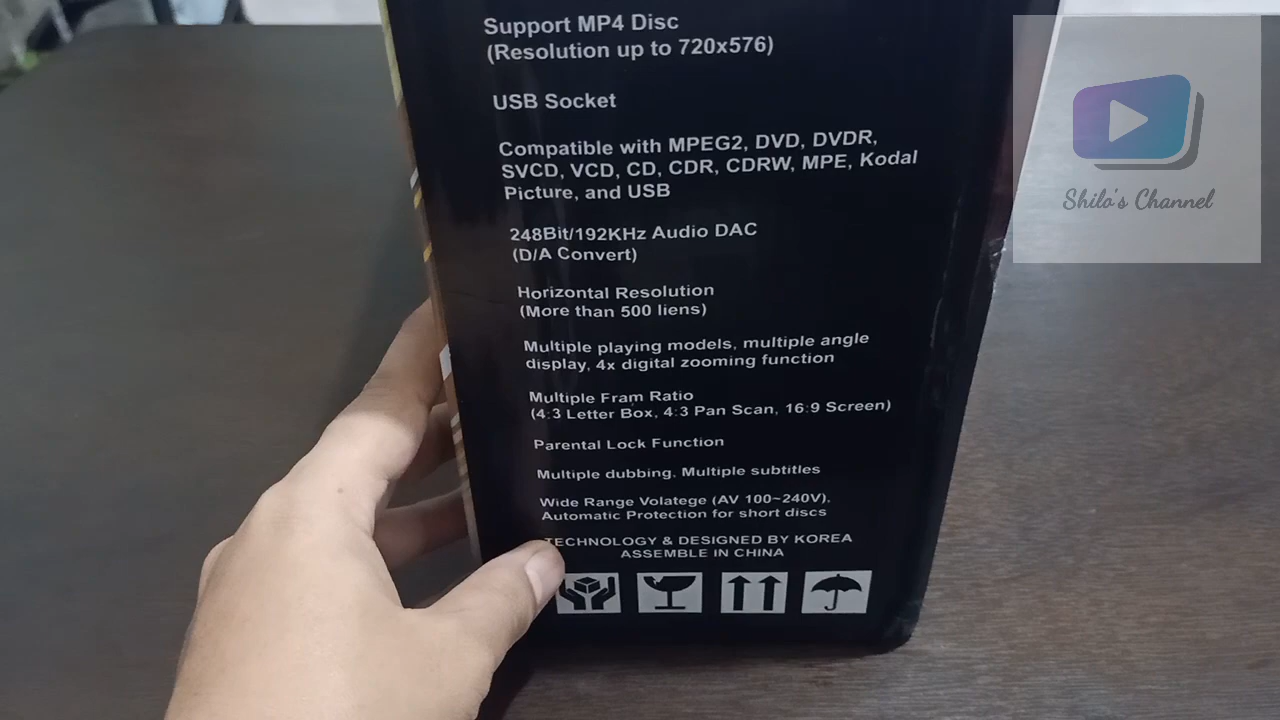 Support MP4 Disc
(Resolution up to 720x576)
USB Socket
Compatible with MPEG2, DVD, DVDR,
SVCD, VCD, CD, CDR, CDRW, MPE, Kodal
Picture, and USB
248Bit/192KHz Audio DAC
(D/A Convert)
Horizontal Resolution
(More than 500 liens)
Multiple playing models, multiple angle
display, 4x digital zooming function
Multiple Fram Ratio
(4:3 Letter Box, 4:3 Pan Scan, 16:9 Screen)
Parental Lock Function
Multiple dubbing, Multiple subtitles
Wide Range Volatege (AV 100~240V),
Automatic Protection for short discs
TECHNOLOGY & DESIGNED BY KOREA
ASSEMBLE IN CHINA
Shilo's Channel